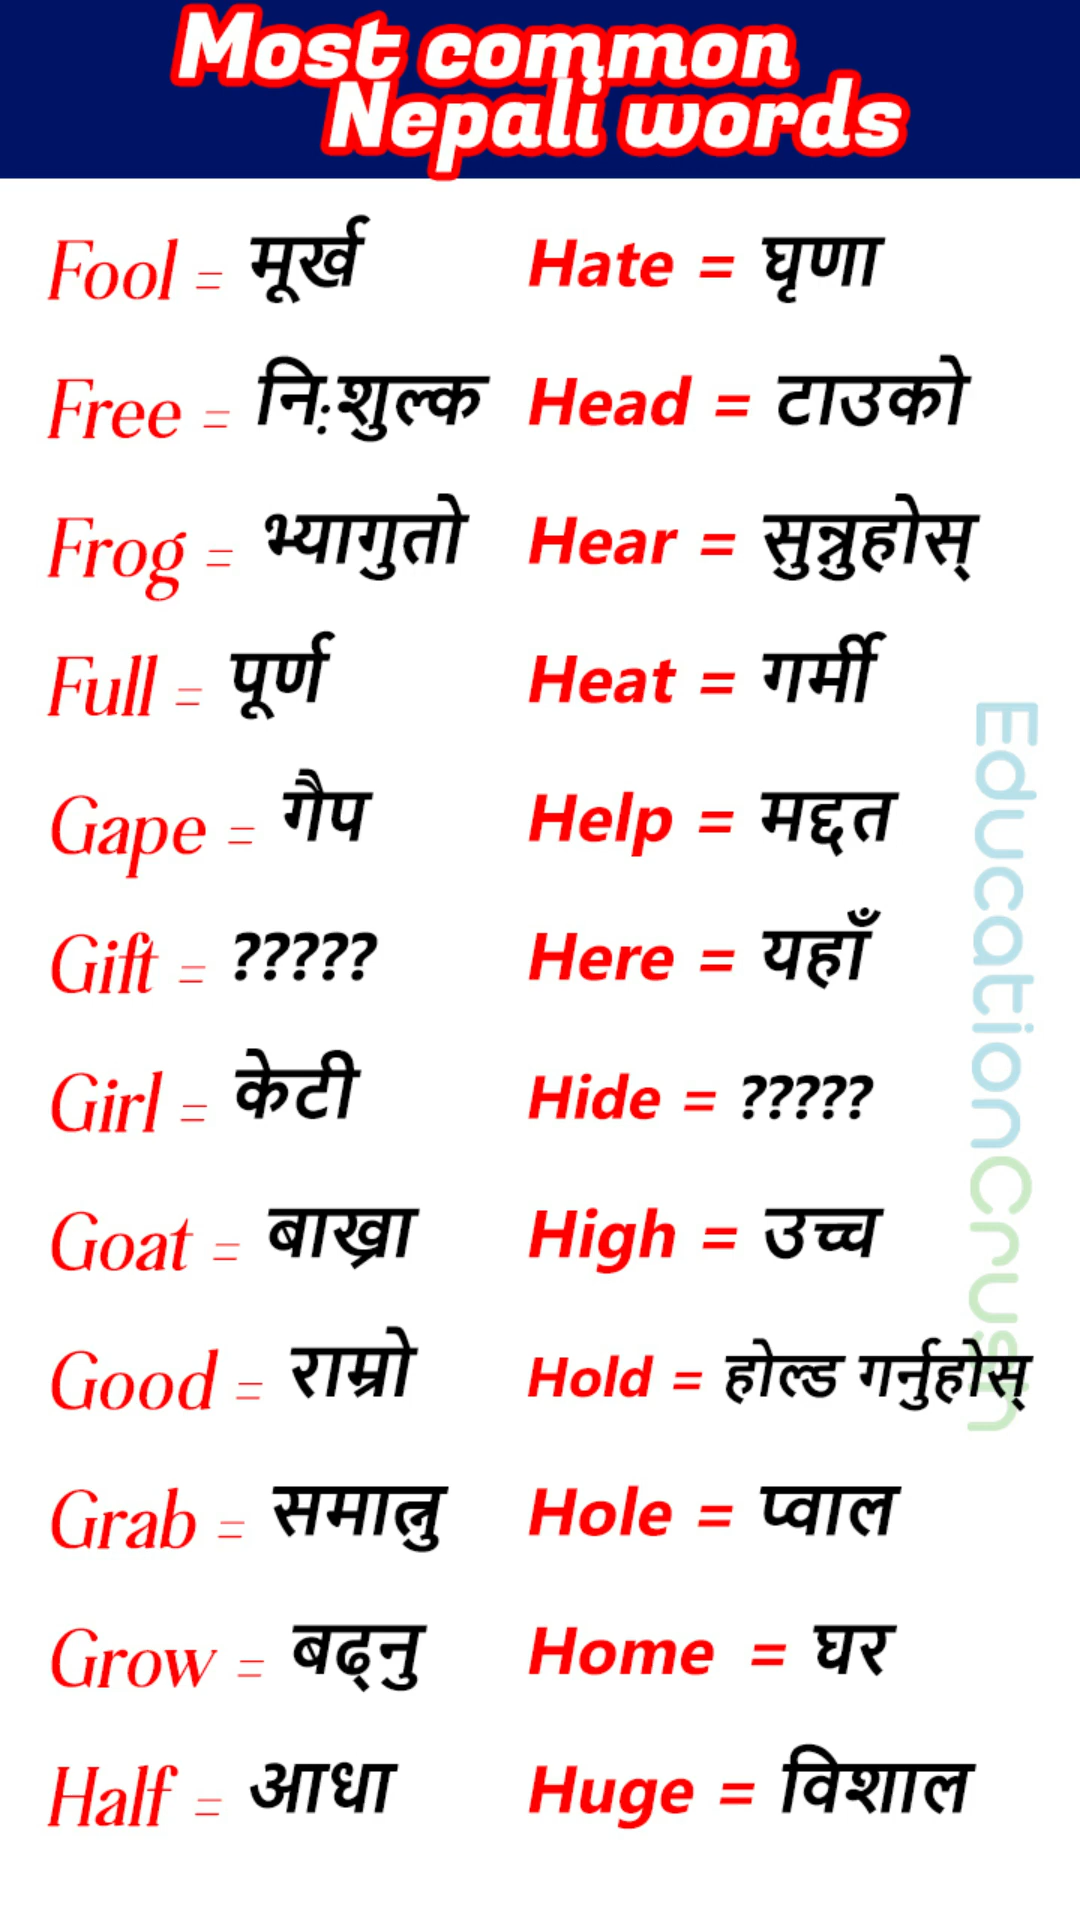 Most common
Nepali words
Fool = मूर्ख
Free = नि:शुल्क
Frog = भ्यागुतो
Full = पूर्ण
Gape = गैप
Gift = ?????
Girl = केटी
Goat = बाख्रा
Good = राम्रो
Grab = समात्नु
Grow = बढ्नु
Half = आधा
Hate = घृणा
Head = टाउको
Hear = सुन्नुहोस्
Heat = गर्मी
Help = मद्दत
Here = यहाँ
Hide = ?????
High = उच्च
Hold = होल्ड गर्नुहोस्
Hole = प्वाल
Home = घर
Huge = विशाल
EducationCrush